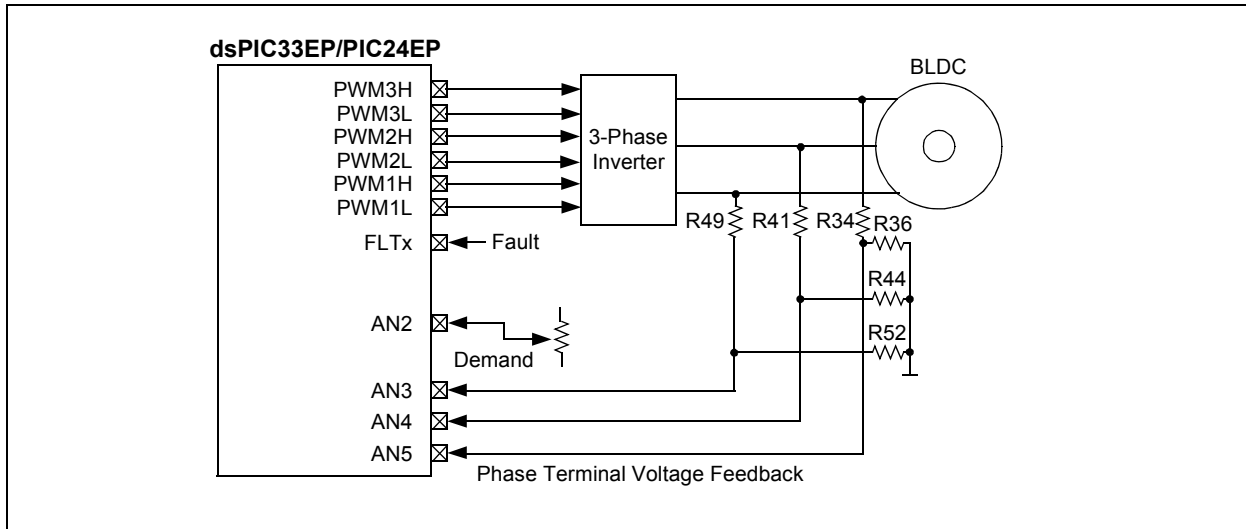 dsPIC33EP/PIC24EP
BLDC
PWM3H
PWM3L
PWM2H
PWM2L
PWM1H
PWM1L
3-Phase
Inverter
FLTx
Fault
R49
R41
R34
R36
R44
R52
AN2
Demand
AN3
AN4
AN5
Phase Terminal Voltage Feedback